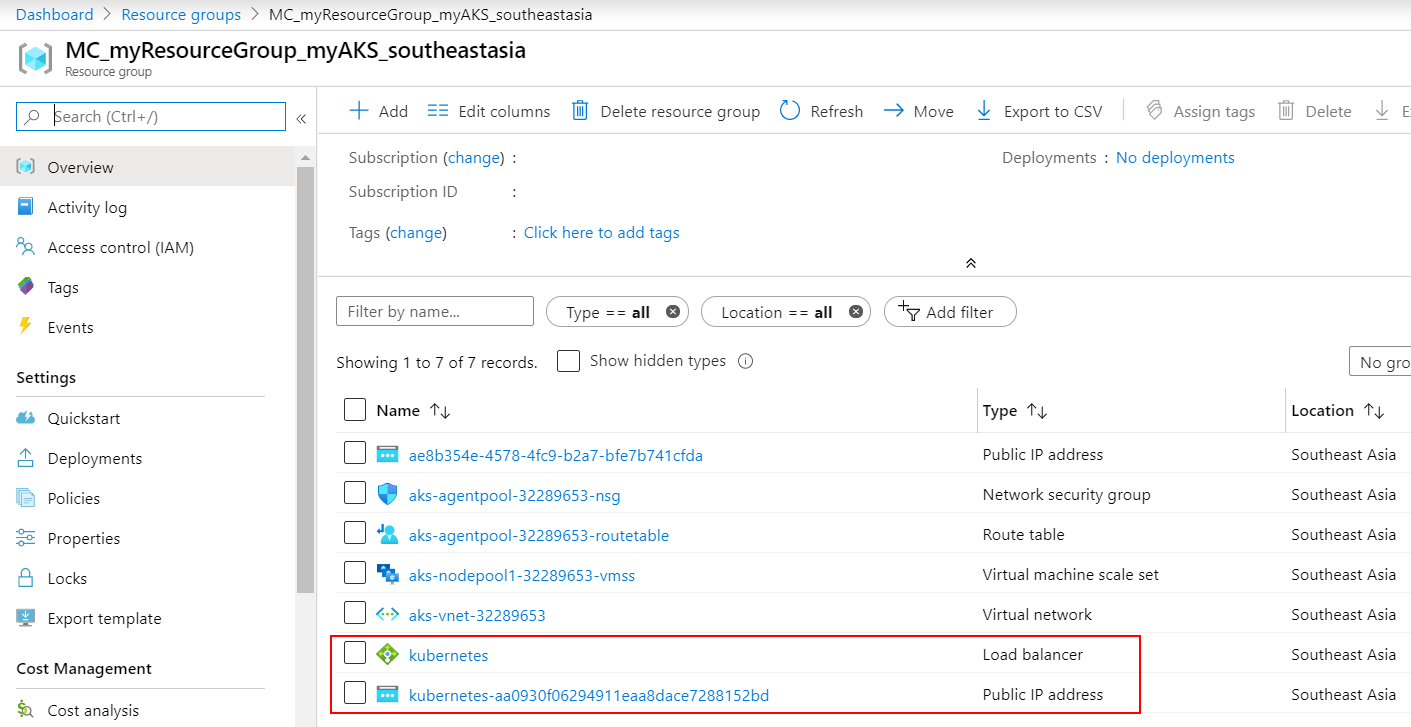 Dashboard > Resource groups > MC_myResourceGroup_myAKS_southeastasia
MC_myResourceGroup_myAKS_southeastasia
Resource group
Search (Ctrl+/)
«
Overview
Activity log
Access control (IAM)
Tags
Events
Settings
Quickstart
Deployments
Policies
Properties
Locks
Export template
Cost Management
Cost analysis
Add Edit columns Delete resource group Refresh Move Export to CSV Assign tags Delete E
Subscription (change) : Deployments : No deployments
Subscription ID :
Tags (change) : Click here to add tags
Filter by name... Type == all Location == all Add filter
Showing 1 to 7 of 7 records. Show hidden types No gro
Name Type Location
ae8b354e-4578-4fc9-b2a7-bfe7b741cfda Public IP address Southeast Asia
aks-agentpool-32289653-nsg Network security group Southeast Asia
aks-agentpool-32289653-routetable Route table Southeast Asia
aks-nodepool1-32289653-vmss Virtual machine scale set Southeast Asia
aks-vnet-32289653 Virtual network Southeast Asia
kubernetes Load balancer Southeast Asia
kubernetes-aa0930f06294911eaa8dace7288152bd Public IP address Southeast Asia